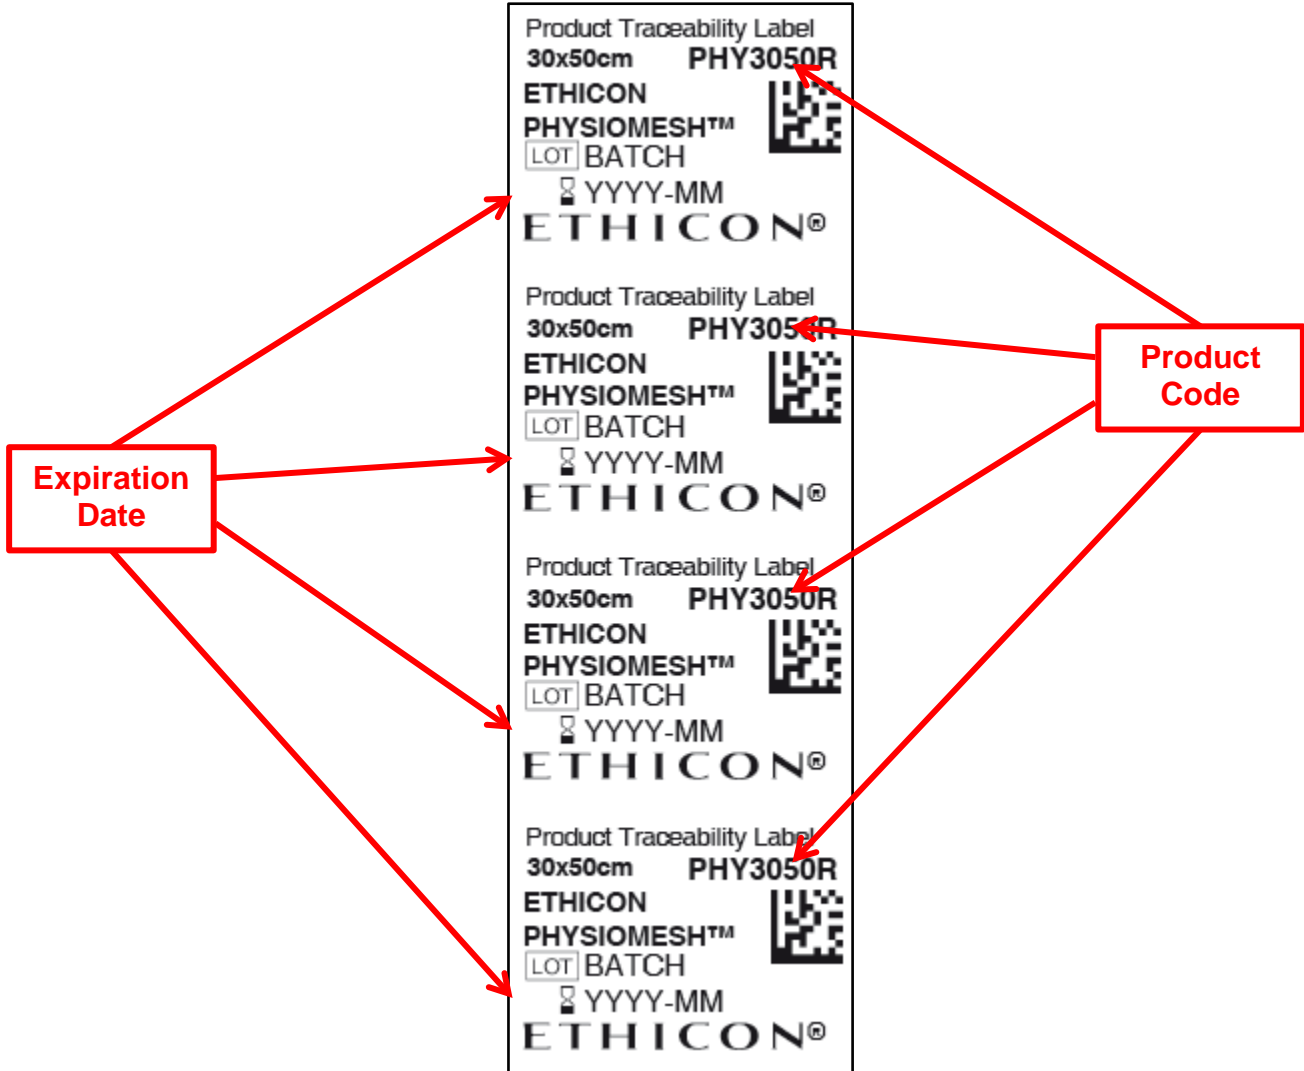 Product Traceability Label
30x50cm PHY3050R
ETHICON
PHYSIOMESH™
LOT BATCH
YYYY-MM
ETHICON®
Product Traceability Label
30x50cm PHY3050R
ETHICON
PHYSIOMESH™
LOT BATCH
YYYY-MM
ETHICON®
Product Traceability Label
30x50cm PHY3050R
ETHICON
PHYSIOMESH™
LOT BATCH
YYYY-MM
ETHICON®
Product Traceability Label
30x50cm PHY3050R
ETHICON
PHYSIOMESH™
LOT BATCH
YYYY-MM
ETHICON®
Expiration
Date
Product
Code